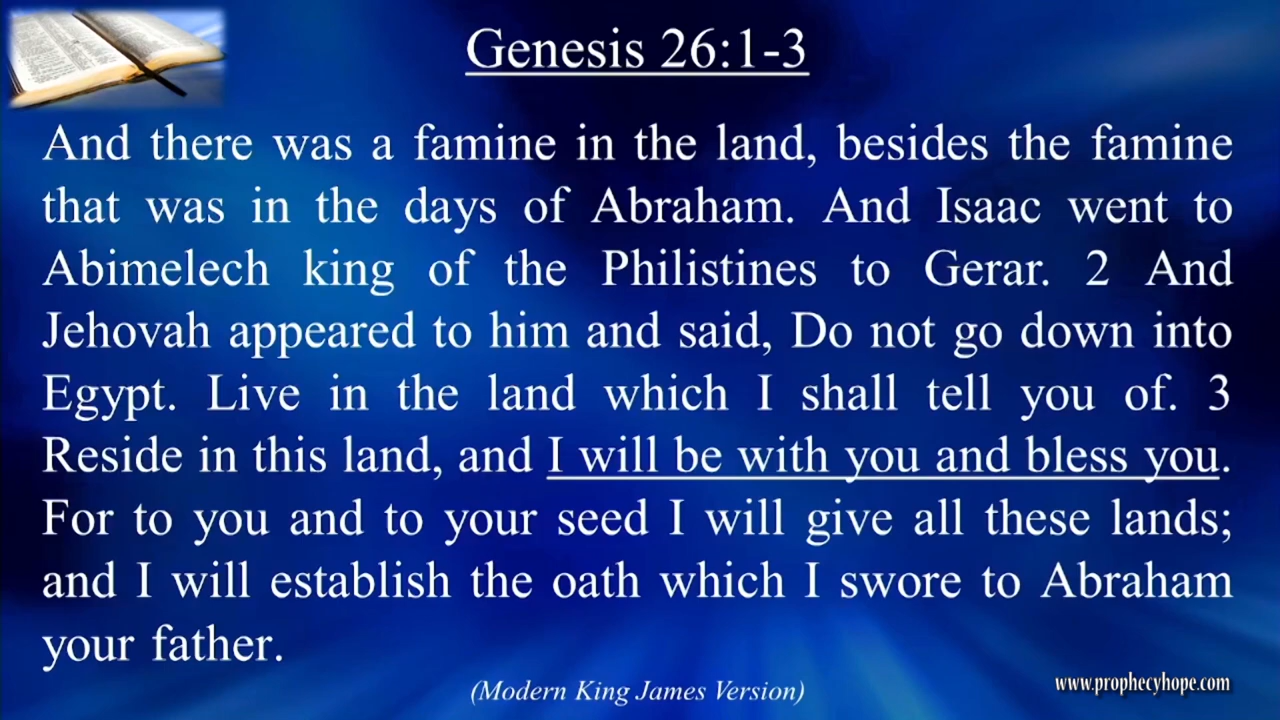 Genesis 26:1-3
And there was a famine in the land, besides the famine
that was in the days of Abraham. And Isaac went to
Abimelech king of the Philistines to Gerar. 2 And
Jehovah appeared to him and said, Do not go down into
Egypt. Live in the land which I shall tell you of. 3
Reside in this land, and I will be with you and bless you.
For to you and to your seed I will give all these lands;
and I will establish the oath which I swore to Abraham
your father.
(Modern King James Version)
www.prophecyhope.com